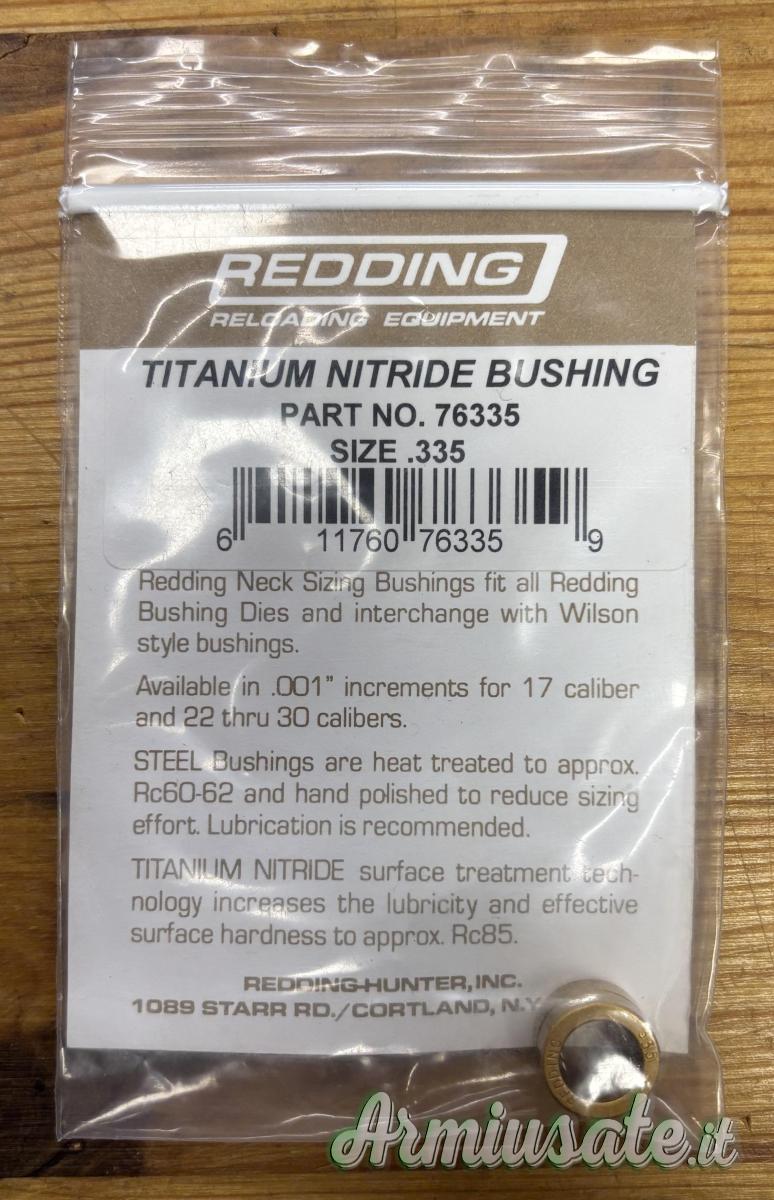 REDDING
RELOADING EQUIPMENT
TITANIUM NITRIDE BUSHING
PART NO. 76335
SIZE .335
6 11760 76335 9
Redding Neck Sizing Bushings fit all Redding
Bushing Dies and interchange with Wilson
style bushings.
Available in .001" increments for 17 caliber
and 22 thru 30 calibers.
STEEL Bushings are heat treated to approx.
Rc60-62 and hand polished to reduce sizing
effort. Lubrication is recommended.
TITANIUM NITRIDE surface treatment tech-
nology increases the lubricity and effective
surface hardness to approx. Rc85.
REDDING-HUNTER, INC.
1089 STARR RD./CORTLAND, N.Y.
REDDING .335
Armiusate.it